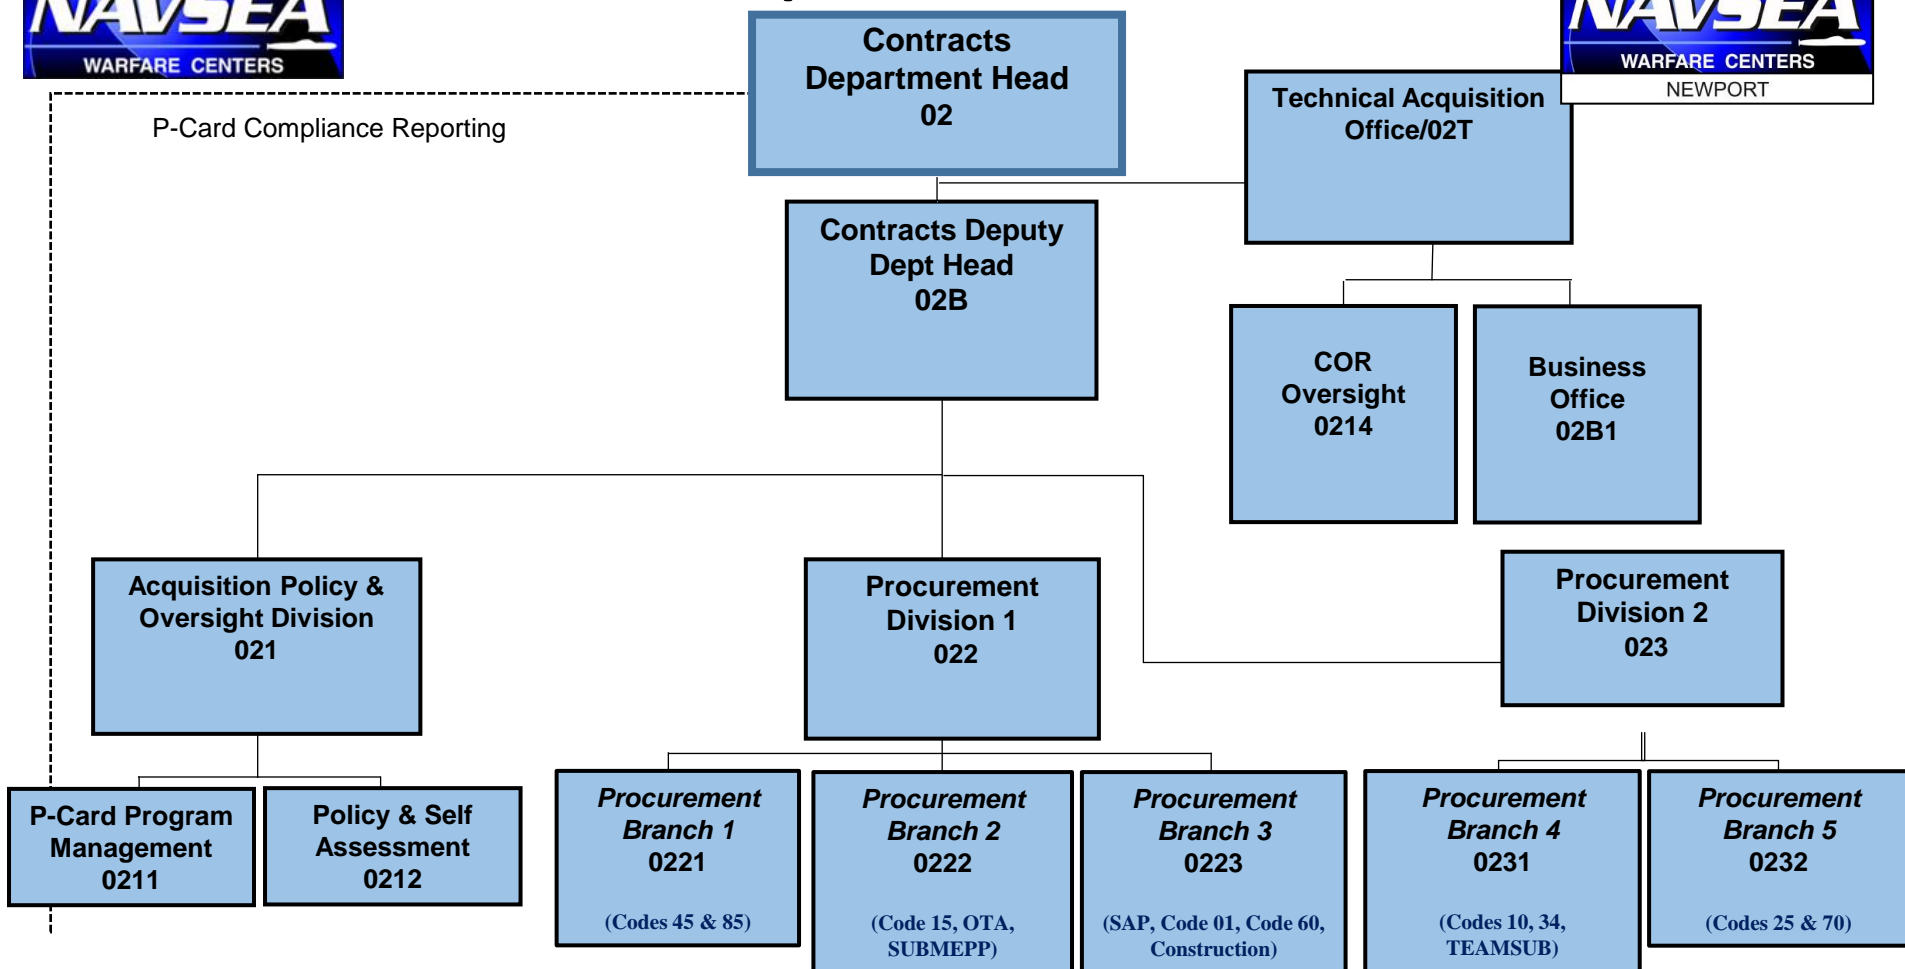 NAVSEA
WARFARE CENTERS
NAVSEA
WARFARE CENTERS
NEWPORT
P-Card Compliance Reporting
Contracts
Department Head
02
Technical Acquisition
Office/02T
Contracts Deputy
Dept Head
02B
COR
Oversight
0214
Business
Office
02B1
Acquisition Policy &
Oversight Division
021
Procurement
Division 1
022
Procurement
Division 2
023
P-Card Program
Management
0211
Policy & Self
Assessment
0212
Procurement
Branch 1
0221
(Codes 45 & 85)
Procurement
Branch 2
0222
(Code 15, OTA,
SUBMEPP)
Procurement
Branch 3
0223
(SAP, Code 01, Code 60,
Construction)
Procurement
Branch 4
0231
(Codes 10, 34,
TEAMSUB)
Procurement
Branch 5
0232
(Codes 25 & 70)